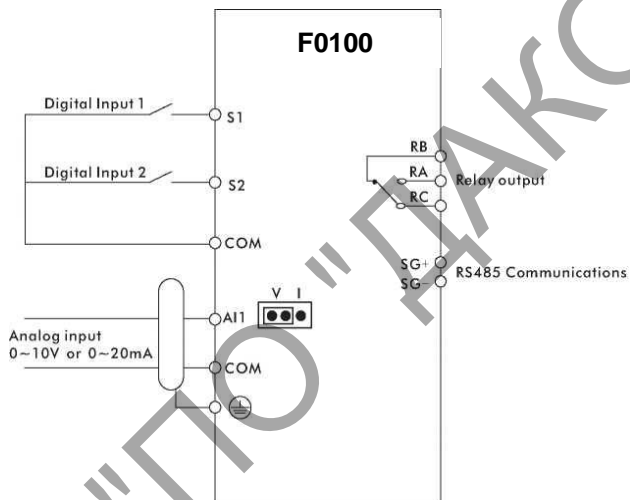 F0100
Digital Input 1
S1
Digital Input 2
S2
COM
RB
RA
Relay output
RC
SG+
RS485 Communications
SG-
V I
AI1
Analog input
0~10V or 0~20mA
COM
"ПО "ДАКС